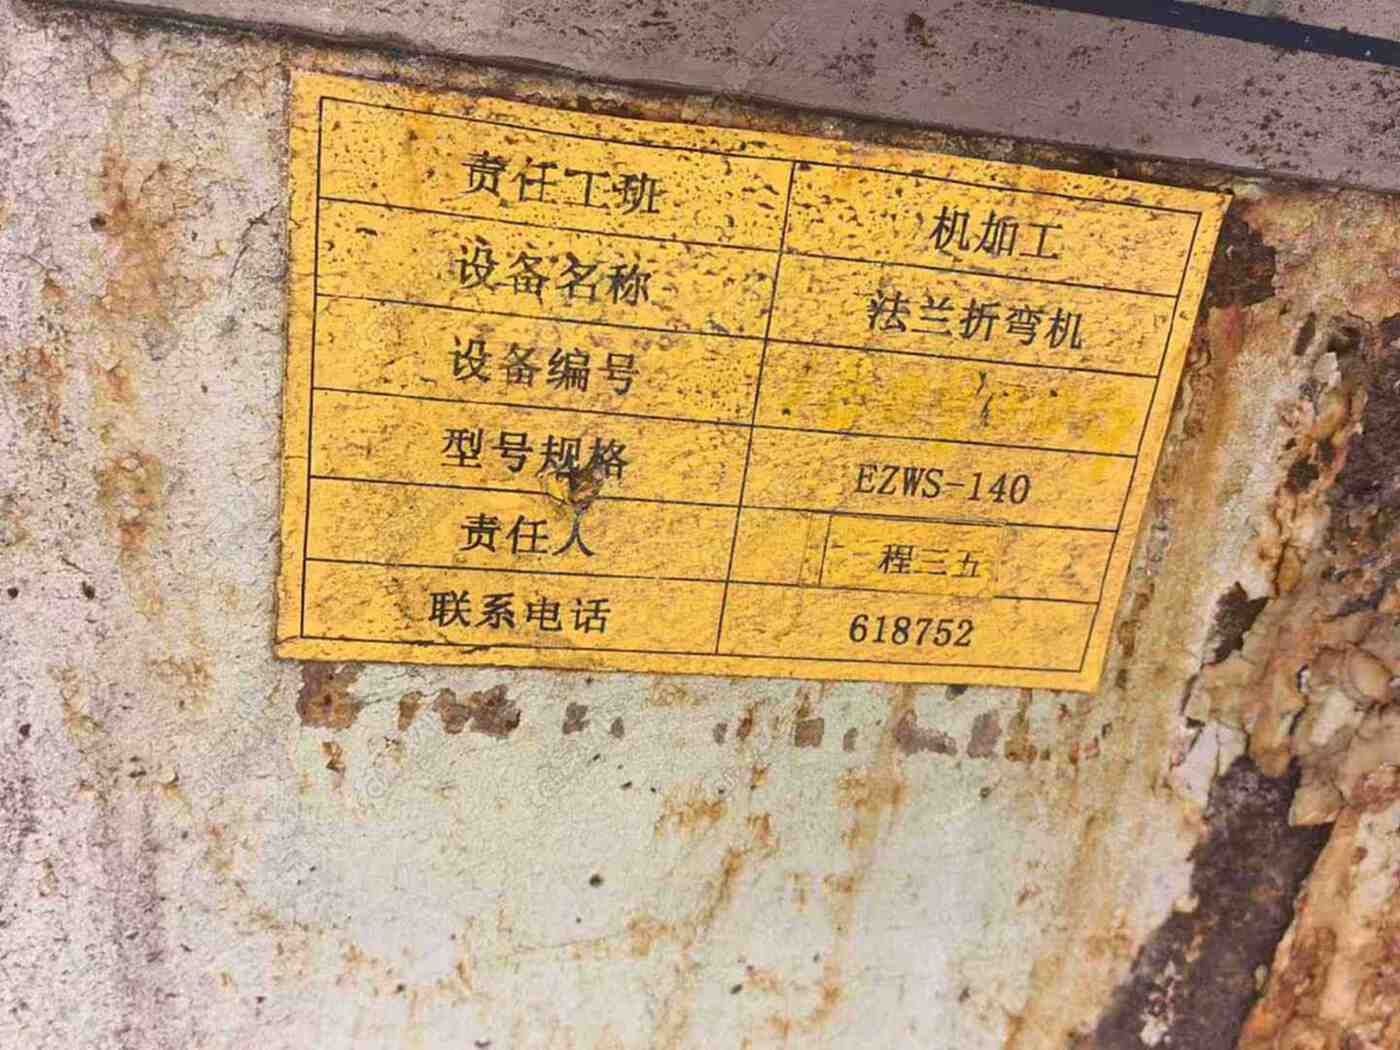 责任工班 机加工
设备名称 法兰折弯机
设备编号
型号规格 EZWS-140
责任人 程三五
联系电话 618752